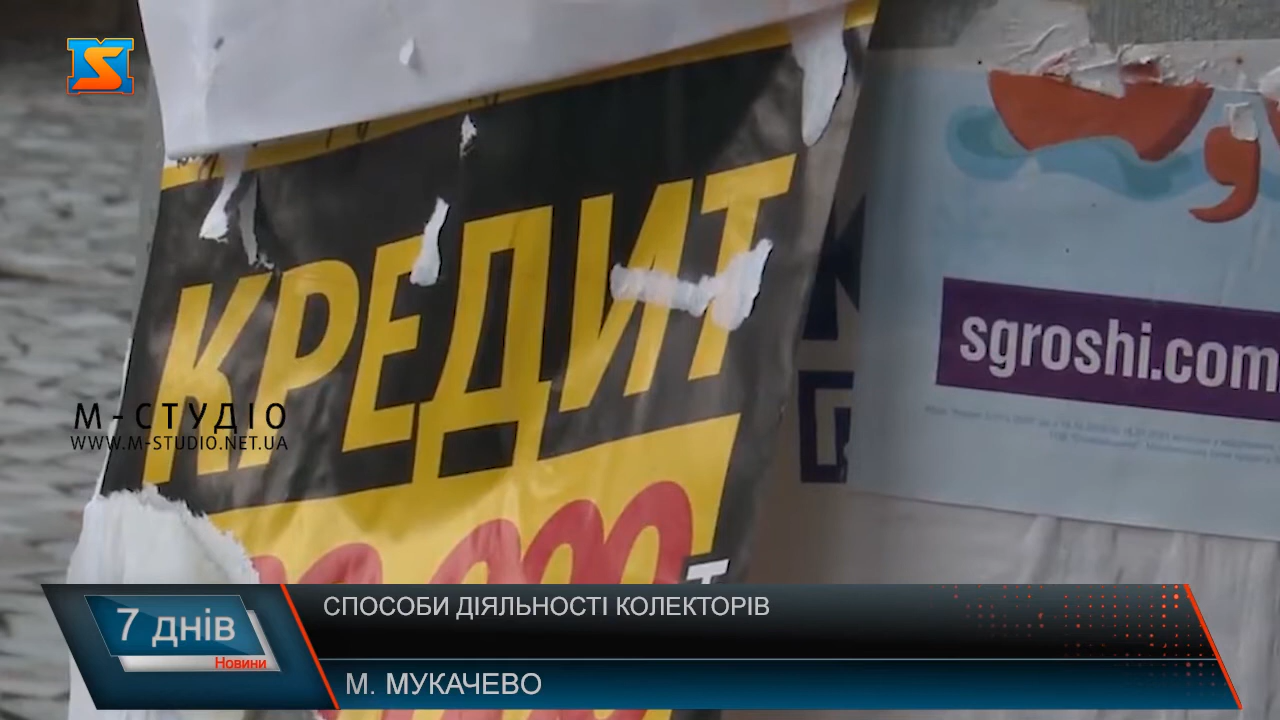 КРЕДИТ
sgroshi.com
М-СТУДІО
WWW.M-STUDIO.NET.UA
7 днів
Новини
СПОСОБИ ДІЯЛЬНОСТІ КОЛЕКТОРІВ
М. МУКАЧЕВО